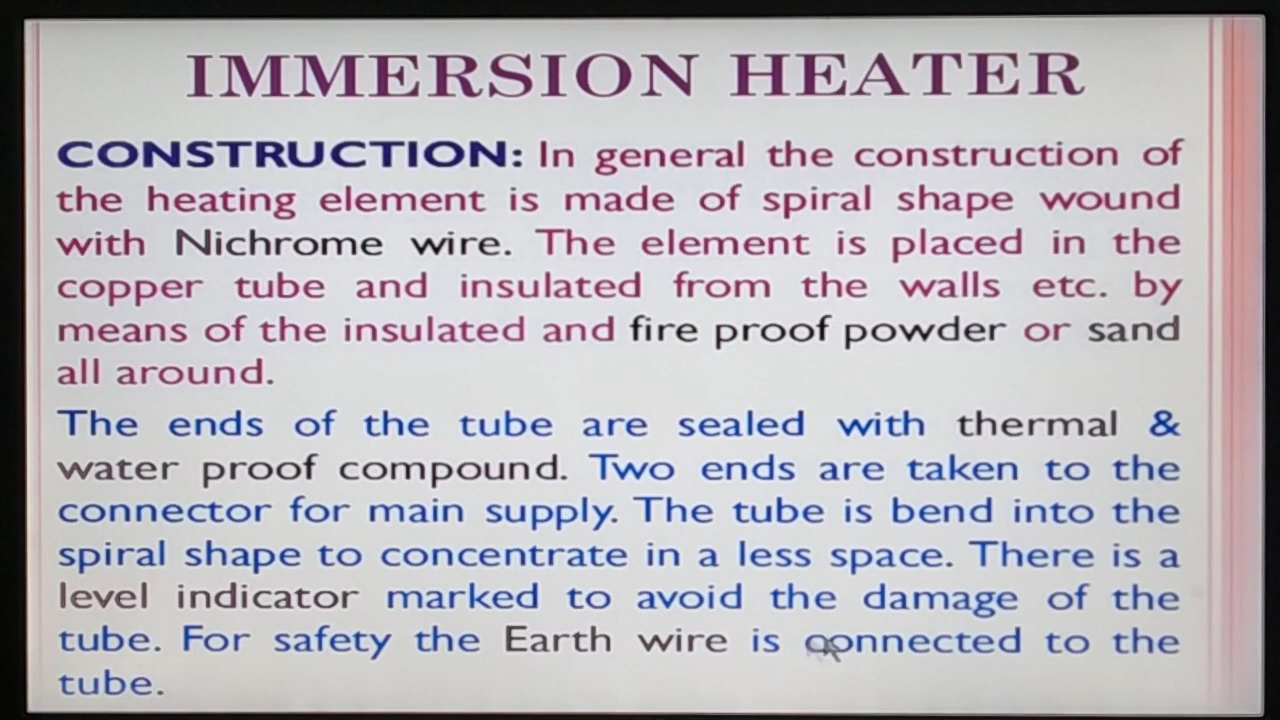 IMMERSION HEATER
CONSTRUCTION: In general the construction of
the heating element is made of spiral shape wound
with Nichrome wire. The element is placed in the
copper tube and insulated from the walls etc. by
means of the insulated and fire proof powder or sand
all around.
The ends of the tube are sealed with thermal &
water proof compound. Two ends are taken to the
connector for main supply. The tube is bend into the
spiral shape to concentrate in a less space. There is a
level indicator marked to avoid the damage of the
tube. For safety the Earth wire is connected to the
tube.